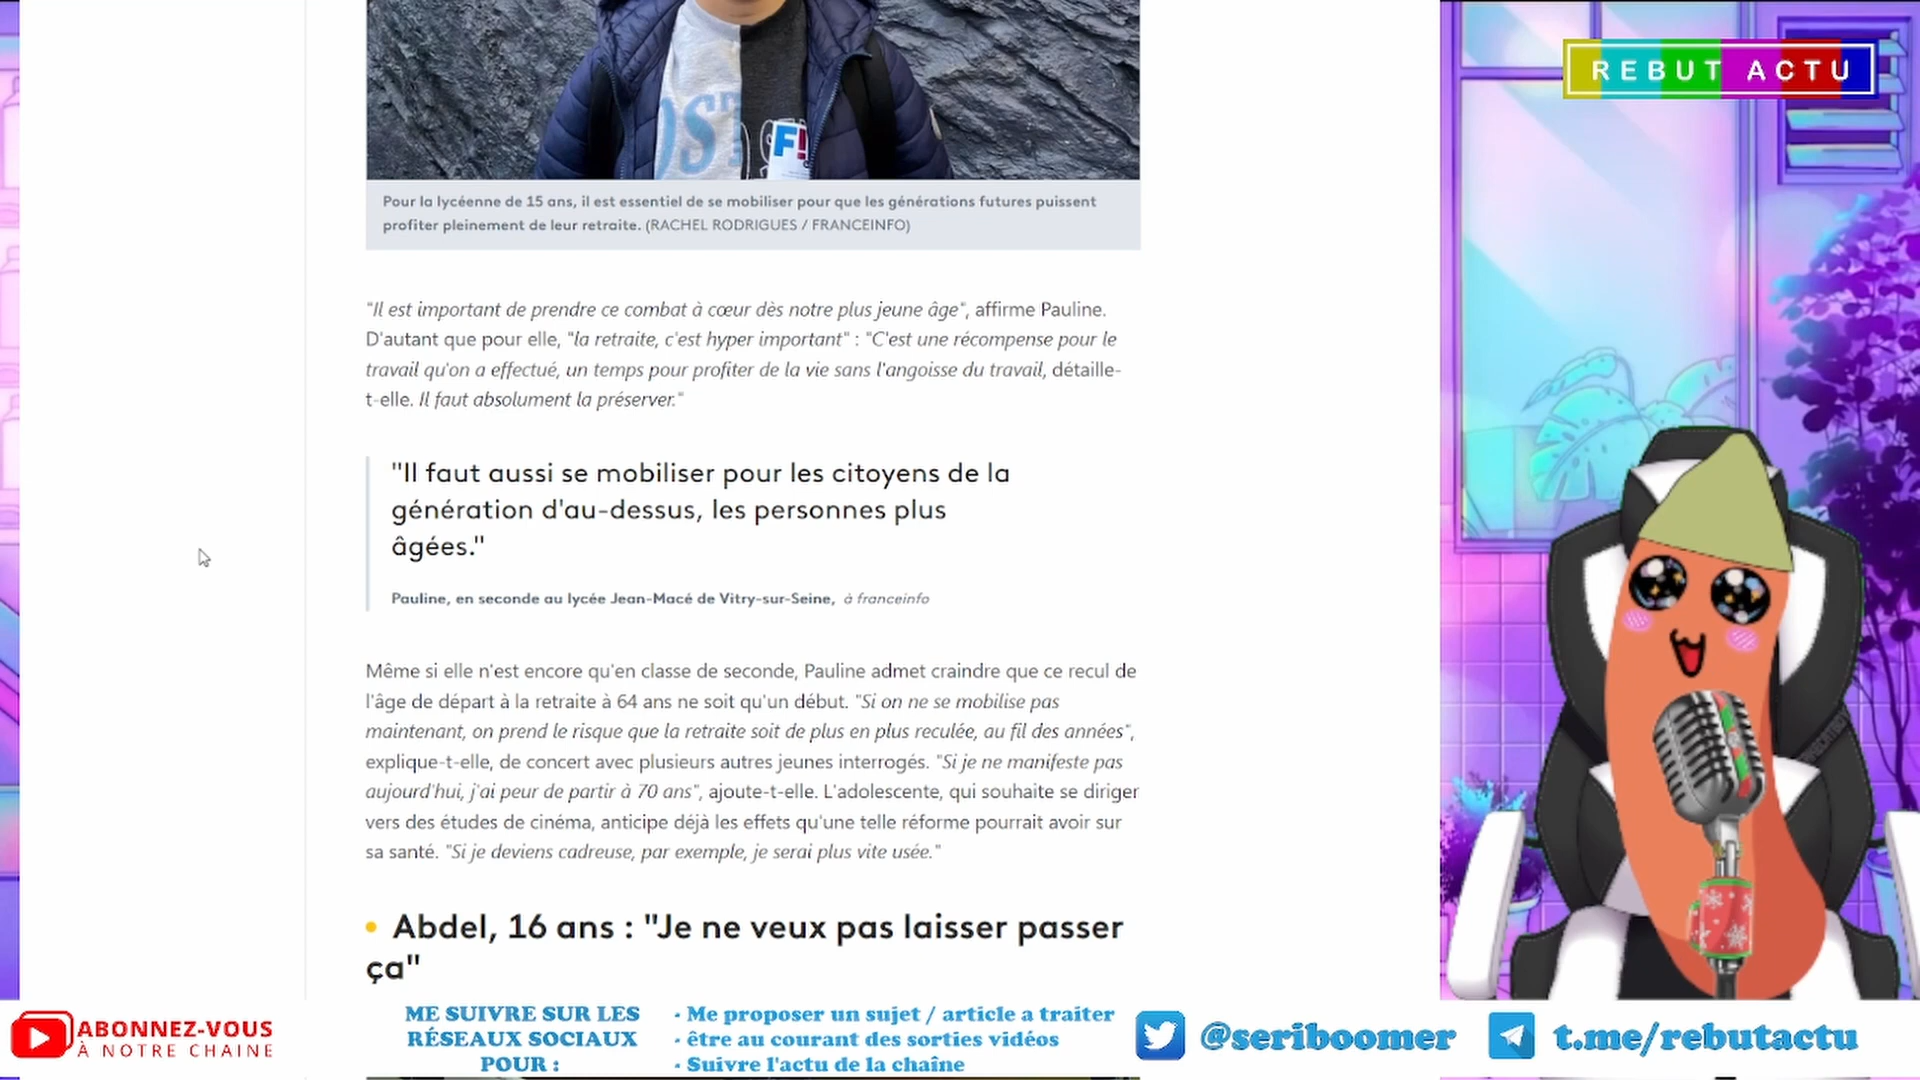 REBUT ACTU
F!
Pour la lycéenne de 15 ans, il est essentiel de se mobiliser pour que les générations futures puissent
profiter pleinement de leur retraite. (RACHEL RODRIGUES / FRANCEINFO)
"Il est important de prendre ce combat à cœur dès notre plus jeune âge", affirme Pauline.
D'autant que pour elle, "la retraite, c'est hyper important" : "C'est une récompense pour le
travail qu'on a effectué, un temps pour profiter de la vie sans l'angoisse du travail, détaille-
t-elle. Il faut absolument la préserver."
"Il faut aussi se mobiliser pour les citoyens de la
génération d'au-dessus, les personnes plus
âgées."
Pauline, en seconde au lycée Jean-Macé de Vitry-sur-Seine, à franceinfo
Même si elle n'est encore qu'en classe de seconde, Pauline admet craindre que ce recul de
l'âge de départ à la retraite à 64 ans ne soit qu'un début. "Si on ne se mobilise pas
maintenant, on prend le risque que la retraite soit de plus en plus reculée, au fil des années",
explique-t-elle, de concert avec plusieurs autres jeunes interrogés. "Si je ne manifeste pas
aujourd'hui, j'ai peur de partir à 70 ans", ajoute-t-elle. L'adolescente, qui souhaite se diriger
vers des études de cinéma, anticipe déjà les effets qu'une telle réforme pourrait avoir sur
sa santé. "Si je deviens cadreuse, par exemple, je serai plus vite usée."
• Abdel, 16 ans : "Je ne veux pas laisser passer
ça"
ABONNEZ-VOUS
À NOTRE CHAINE
ME SUIVRE SUR LES
RÉSEAUX SOCIAUX
POUR :
- Me proposer un sujet / article a traiter
- être au courant des sorties vidéos
- Suivre l'actu de la chaîne
@seriboomer
t.me/rebutactu